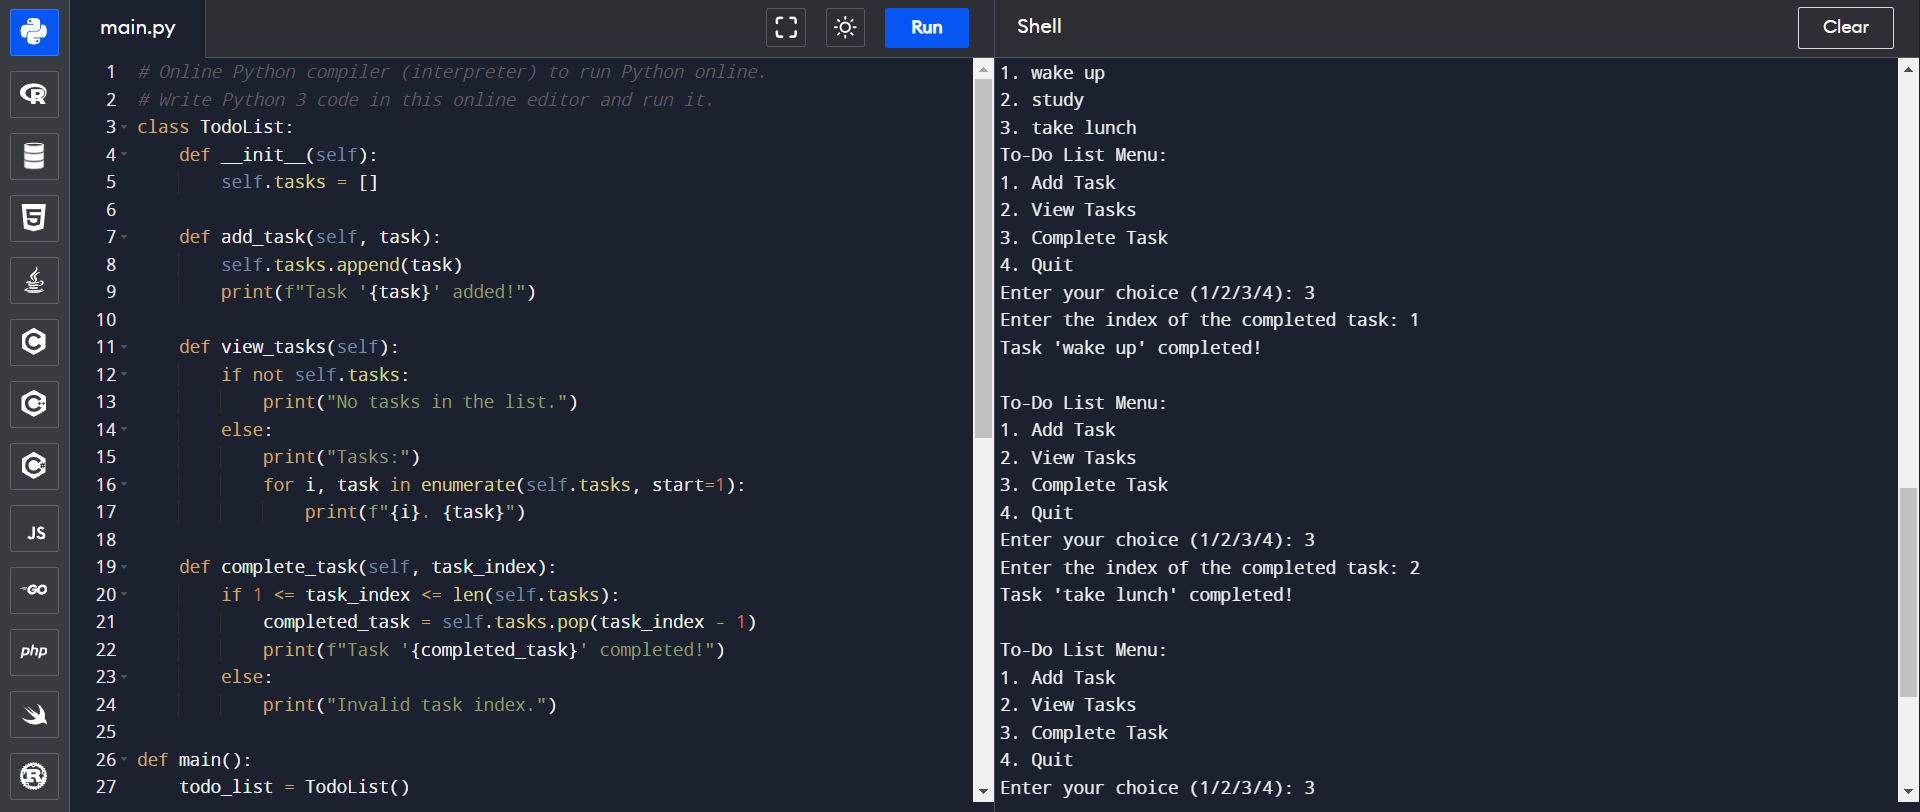 main.py
Run
1 # Online Python compiler (interpreter) to run Python online.
2 # Write Python 3 code in this online editor and run it.
3 class TodoList:
4     def __init__(self):
5         self.tasks = []
6
7     def add_task(self, task):
8         self.tasks.append(task)
9         print(f"Task '{task}' added!")
10
11     def view_tasks(self):
12         if not self.tasks:
13             print("No tasks in the list.")
14         else:
15             print("Tasks:")
16             for i, task in enumerate(self.tasks, start=1):
17                 print(f"{i}. {task}")
18
19     def complete_task(self, task_index):
20         if 1 <= task_index <= len(self.tasks):
21             completed_task = self.tasks.pop(task_index - 1)
22             print(f"Task '{completed_task}' completed!")
23         else:
24             print("Invalid task index.")
25
26 def main():
27     todo_list = TodoList()
Shell
Clear
1. wake up
2. study
3. take lunch
To-Do List Menu:
1. Add Task
2. View Tasks
3. Complete Task
4. Quit
Enter your choice (1/2/3/4): 3
Enter the index of the completed task: 1
Task 'wake up' completed!

To-Do List Menu:
1. Add Task
2. View Tasks
3. Complete Task
4. Quit
Enter your choice (1/2/3/4): 3
Enter the index of the completed task: 2
Task 'take lunch' completed!

To-Do List Menu:
1. Add Task
2. View Tasks
3. Complete Task
4. Quit
Enter your choice (1/2/3/4): 3
R
5
C
C++
C#
JS
GO
php
R